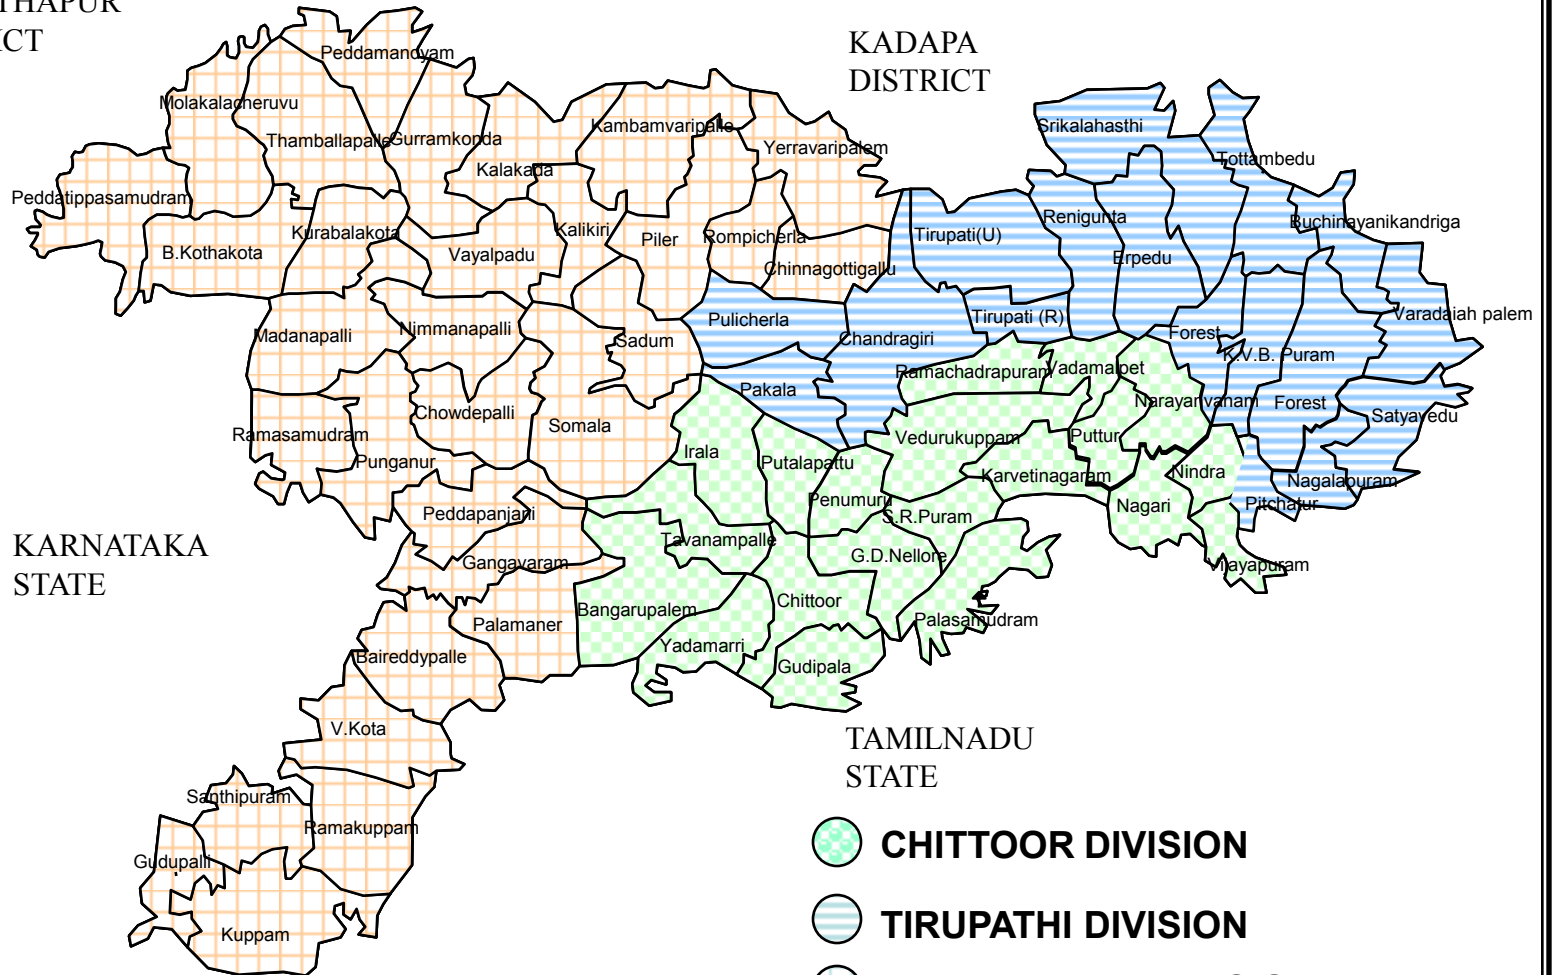 THAPUR
ICT
KADAPA
DISTRICT
Peddamandyam
Molakalacheruvu
Thamballapalle
Gurramkonda
Kambamvaripalle
Yerravaripalem
Srikalahasthi
Tottambedu
Kalakada
Peddatippasamudram
B.Kothakota
Kurabalakota
Vayalpadu
Kalikiri
Piler
Rompicherla
Chinnagottigallu
Tirupati(U)
Renigunta
Erpedu
Buchinayanikandriga
Madanapalli
Nimmanapalli
Sadum
Pulicherla
Chandragiri
Tirupati (R)
Forest
K.V.B. Puram
Varadaiah palem
Ramachadrapuram
Vadamalpet
Pakala
Narayanvanam
Forest
Satyavedu
Chowdepalli
Somala
Ramasamudram
Punganur
Irala
Putalapattu
Vedurukuppam
Puttur
Karvetinagaram
Nindra
Nagalapuram
Pitchatur
Peddapanjani
Penumuru
S.R.Puram
Nagari
Tavanampalle
G.D.Nellore
Gangavaram
Vijayapuram
KARNATAKA
STATE
Palamaner
Bangarupalem
Chittoor
Palasamudram
Yadamarri
Gudipala
Baireddypalle
V.Kota
TAMILNADU
STATE
Santhipuram
Ramakuppam
Gudupalli
Kuppam
CHITTOOR DIVISION
TIRUPATHI DIVISION